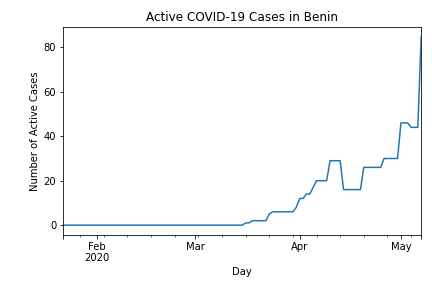 Active COVID-19 Cases in Benin
Number of Active Cases
80
60
40
20
0
Feb
2020
Mar
Apr
May
Day